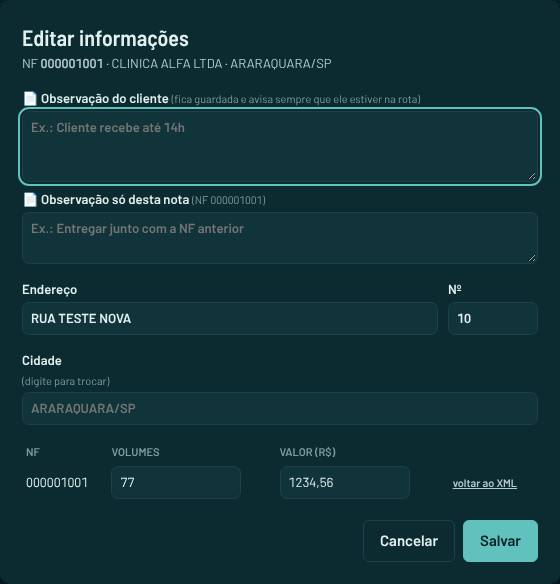 Editar informações
NF 000001001 · CLINICA ALFA LTDA · ARARAQUARA/SP
Observação do cliente (fica guardada e avisa sempre que ele estiver na rota)
Ex.: Cliente recebe até 14h
Observação só desta nota (NF 000001001)
Ex.: Entregar junto com a NF anterior
Endereço Nº
RUA TESTE NOVA 10
Cidade
(digite para trocar)
ARARAQUARA/SP
NF VOLUMES VALOR (R$)
000001001 77 1234,56 voltar ao XML
Cancelar Salvar